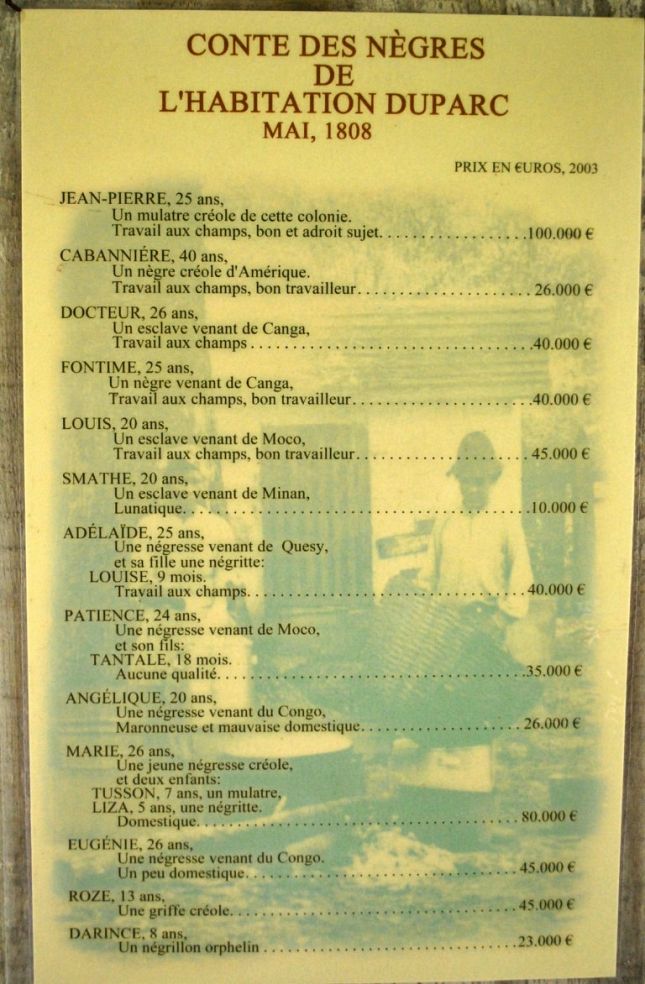 CONTE DES NÈGRES
DE
L'HABITATION DUPARC
MAI, 1808
PRIX EN €UROS, 2003
JEAN-PIERRE, 25 ans,
Un mulatre créole de cette colonie.
Travail aux champs, bon et adroit sujet. . . . . . . . . . . . . . . . . .100.000 €
CABANNIÉRE, 40 ans,
Un nègre créole d'Amérique.
Travail aux champs, bon travailleur. . . . . . . . . . . . . . . . . . . . . 26.000 €
DOCTEUR, 26 ans,
Un esclave venant de Canga,
Travail aux champs . . . . . . . . . . . . . . . . . . . . . . . . . . . . . . . . . .40.000 €
FONTIME, 25 ans,
Un nègre venant de Canga,
Travail aux champs, bon travailleur. . . . . . . . . . . . . . . . . . . . . .40.000 €
LOUIS, 20 ans,
Un esclave venant de Moco,
Travail aux champs, bon travailleur. . . . . . . . . . . . . . . . . . . . . 45.000 €
SMATHE, 20 ans,
Un esclave venant de Minan,
Lunatique. . . . . . . . . . . . . . . . . . . . . . . . . . . . . . . . . . . . . . . . . .10.000 €
ADÉLAÏDE, 25 ans,
Une négresse venant de Quesy,
et sa fille une négritte:
LOUISE, 9 mois.
Travail aux champs. . . . . . . . . . . . . . . . . . . . . . . . . . . . . . . . . . 40.000 €
PATIENCE, 24 ans,
Une négresse venant de Moco,
et son fils:
TANTALE, 18 mois.
Aucune qualité. . . . . . . . . . . . . . . . . . . . . . . . . . . . . . . . . . . . .35.000 €
ANGÉLIQUE, 20 ans,
Une négresse venant du Congo,
Maronneuse et mauvaise domestique. . . . . . . . . . . . . . . . . . . . 26.000 €
MARIE, 26 ans,
Une jeune négresse créole,
et deux enfants:
TUSSON, 7 ans, un mulatre,
LIZA, 5 ans, une négritte.
Domestique. . . . . . . . . . . . . . . . . . . . . . . . . . . . . . . . . . . . . . . 80.000 €
EUGÉNIE, 26 ans,
Une négresse venant du Congo.
Un peu domestique. . . . . . . . . . . . . . . . . . . . . . . . . . . . . . . . . 45.000 €
ROZE, 13 ans,
Une griffe créole. . . . . . . . . . . . . . . . . . . . . . . . . . . . . . . . . . . 45.000 €
DARINCE, 8 ans,
Un négrillon orphelin . . . . . . . . . . . . . . . . . . . . . . . . . . . . . . .23.000 €